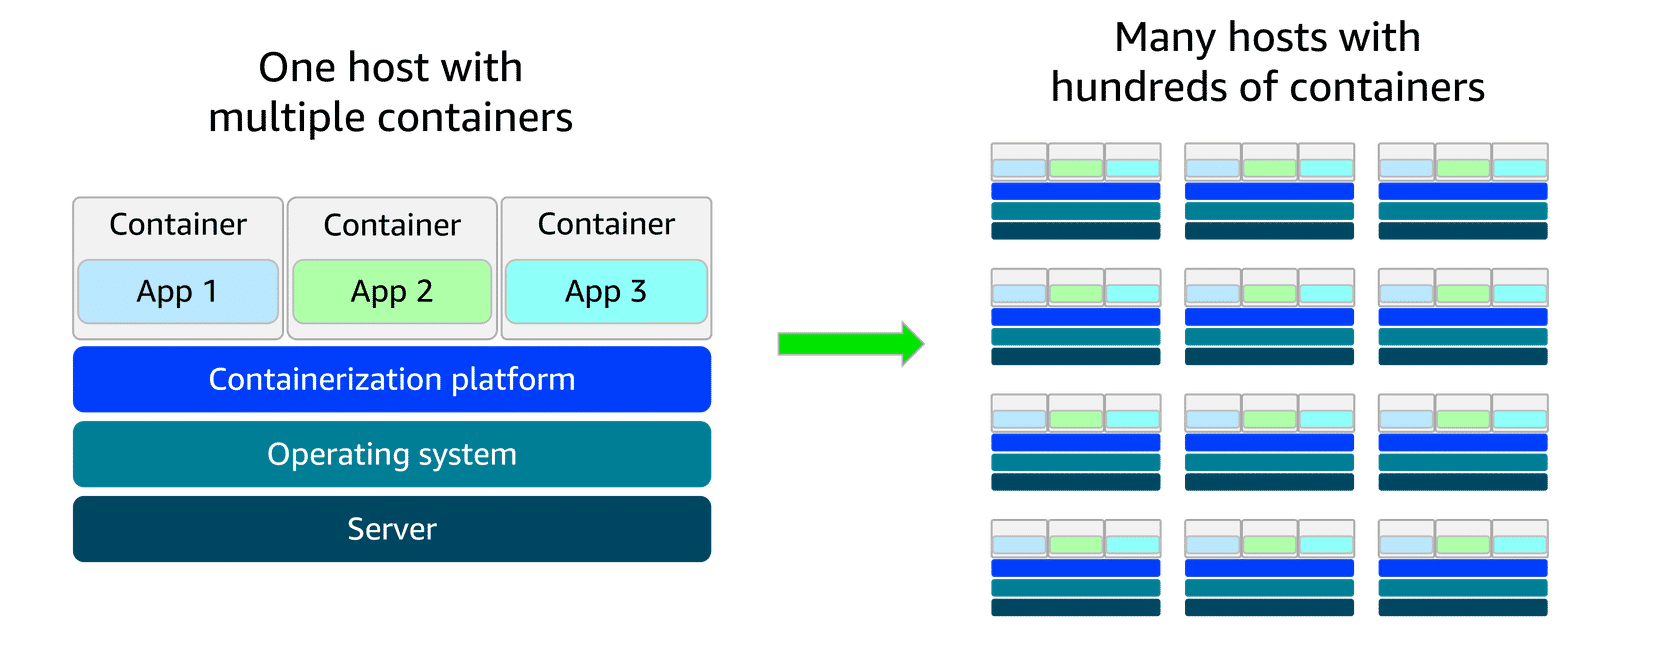 One host with
multiple containers
Container
Container
Container
App 1
App 2
App 3
Containerization platform
Operating system
Server
Many hosts with
hundreds of containers